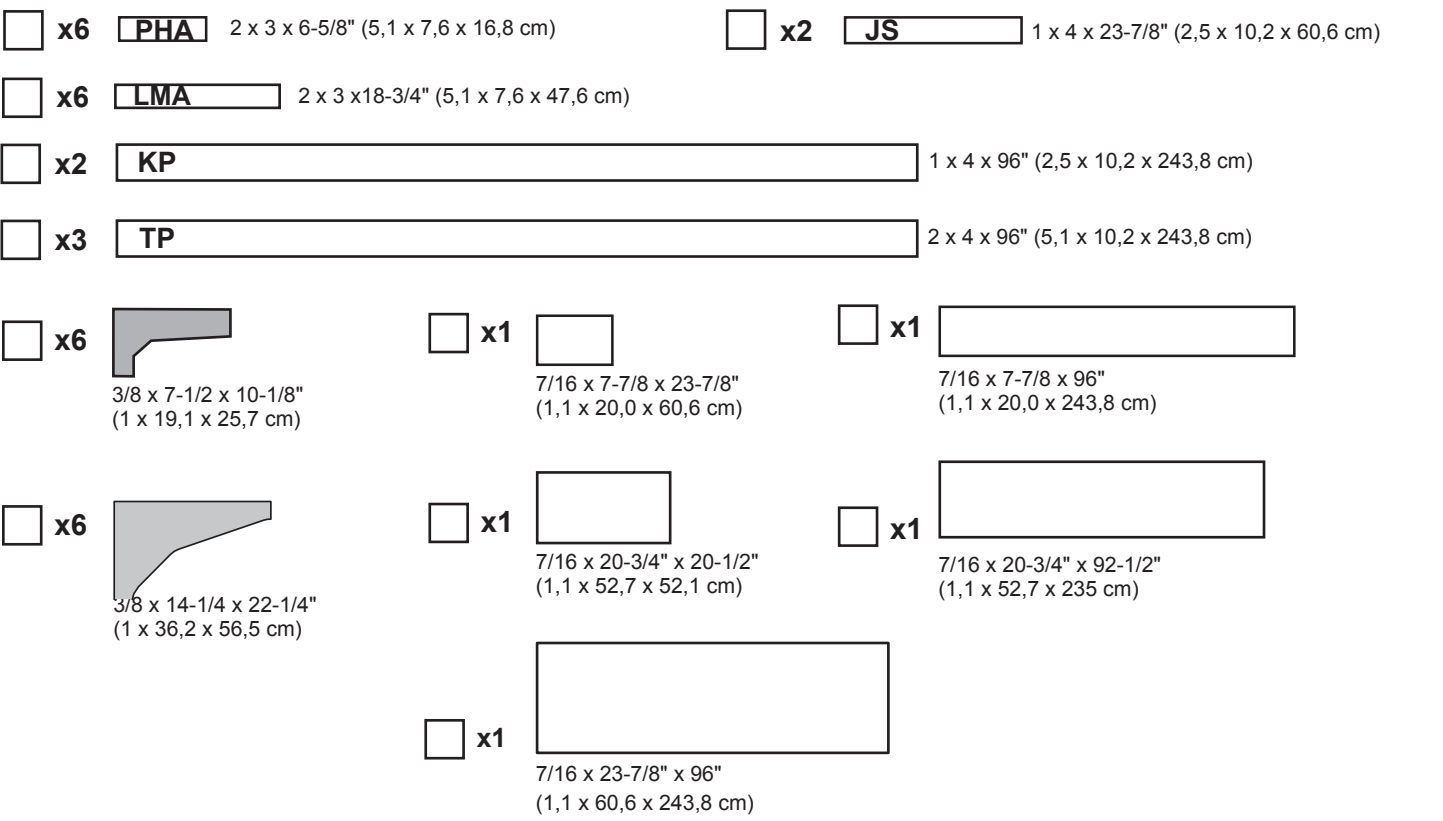 x6 PHA 2 x 3 x 6-5/8" (5,1 x 7,6 x 16,8 cm)
x2 JS 1 x 4 x 23-7/8" (2,5 x 10,2 x 60,6 cm)
x6 LMA 2 x 3 x18-3/4" (5,1 x 7,6 x 47,6 cm)
x2 KP 1 x 4 x 96" (2,5 x 10,2 x 243,8 cm)
x3 TP 2 x 4 x 96" (5,1 x 10,2 x 243,8 cm)
x6
3/8 x 7-1/2 x 10-1/8"
(1 x 19,1 x 25,7 cm)
x1
7/16 x 7-7/8 x 23-7/8"
(1,1 x 20,0 x 60,6 cm)
x1
7/16 x 7-7/8 x 96"
(1,1 x 20,0 x 243,8 cm)
x6
3/8 x 14-1/4 x 22-1/4"
(1 x 36,2 x 56,5 cm)
x1
7/16 x 20-3/4" x 20-1/2"
(1,1 x 52,7 x 52,1 cm)
x1
7/16 x 20-3/4" x 92-1/2"
(1,1 x 52,7 x 235 cm)
x1
7/16 x 23-7/8" x 96"
(1,1 x 60,6 x 243,8 cm)